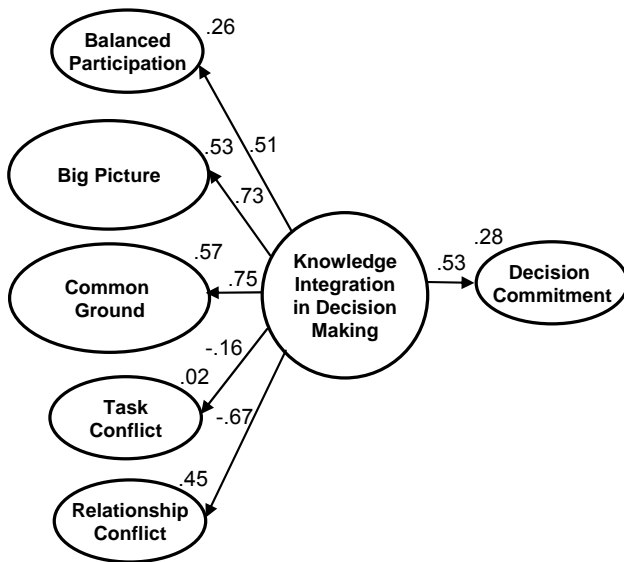 .26
Balanced
Participation
.53
.51
Big Picture
.73
.57
.75
Common
Ground
Knowledge
Integration
in Decision
Making
.28
.53
Decision
Commitment
-.16
.02
Task
Conflict
-.67
.45
Relationship
Conflict